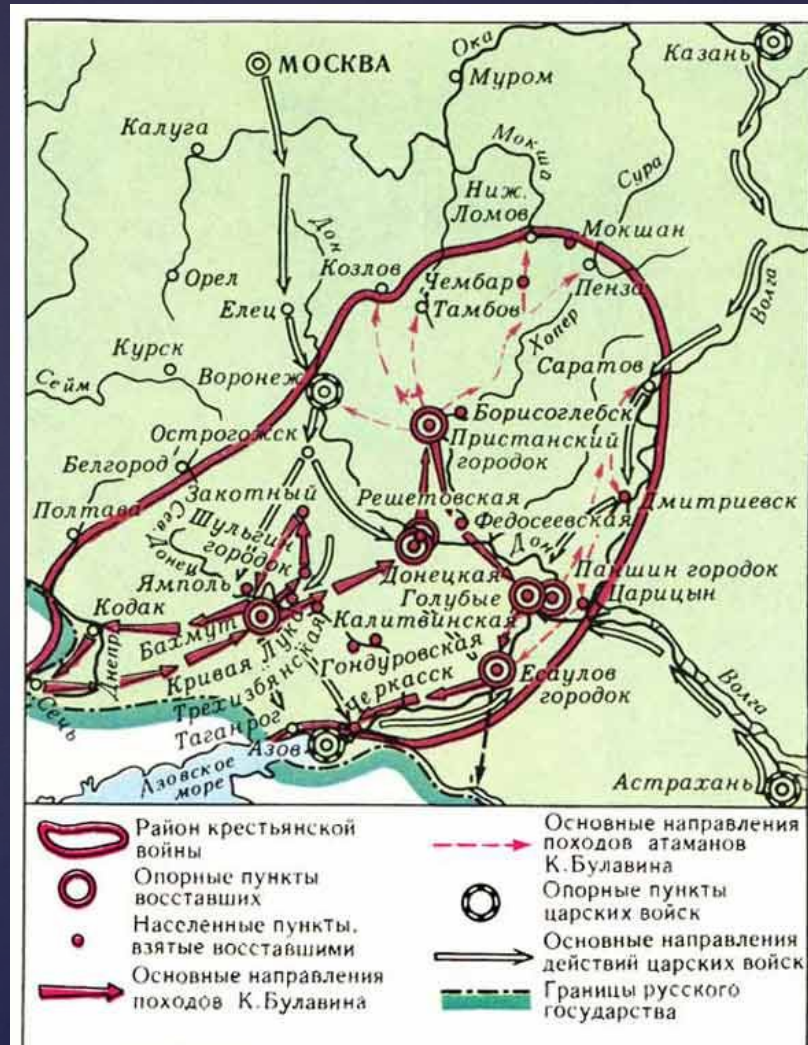 Ока
Казань
МОСКВА
Муром
Калуга
Мокша
Сура
Ниж.
Ломов
Мокшан
Дон
Козлов
Орел
Чембар
Пенза
Елец
Тамбов
Хопер
Волга
Курск
Саратов
Сейм
Воронеж
Борисоглебск
Пристанский
городок
Острогожск
Белгород
Закотный
Решетовская
Дмитриевск
Полтава
Сев. Донец
Шульгин
городок
Федосеевская
Дон
Ямполь
Донецкая
Паншин городок
Кодак
Голубые
Царицын
Бахмут
Калитвинская
Днепр
Кривая Лука
Гондуровская
Трехизбянская
Сечь
Черкасск
Есаулов
городок
Таганрог
Волга
Азов
Азовское
море
Астрахань
Район крестьянской
войны
Опорные пункты
восставших
Населенные пункты,
взятые восставшими
Основные направления
походов К.Булавина
Основные направления
походов атаманов
К.Булавина
Опорные пункты
царских войск
Основные направления
действий царских войск
Границы русского
государства